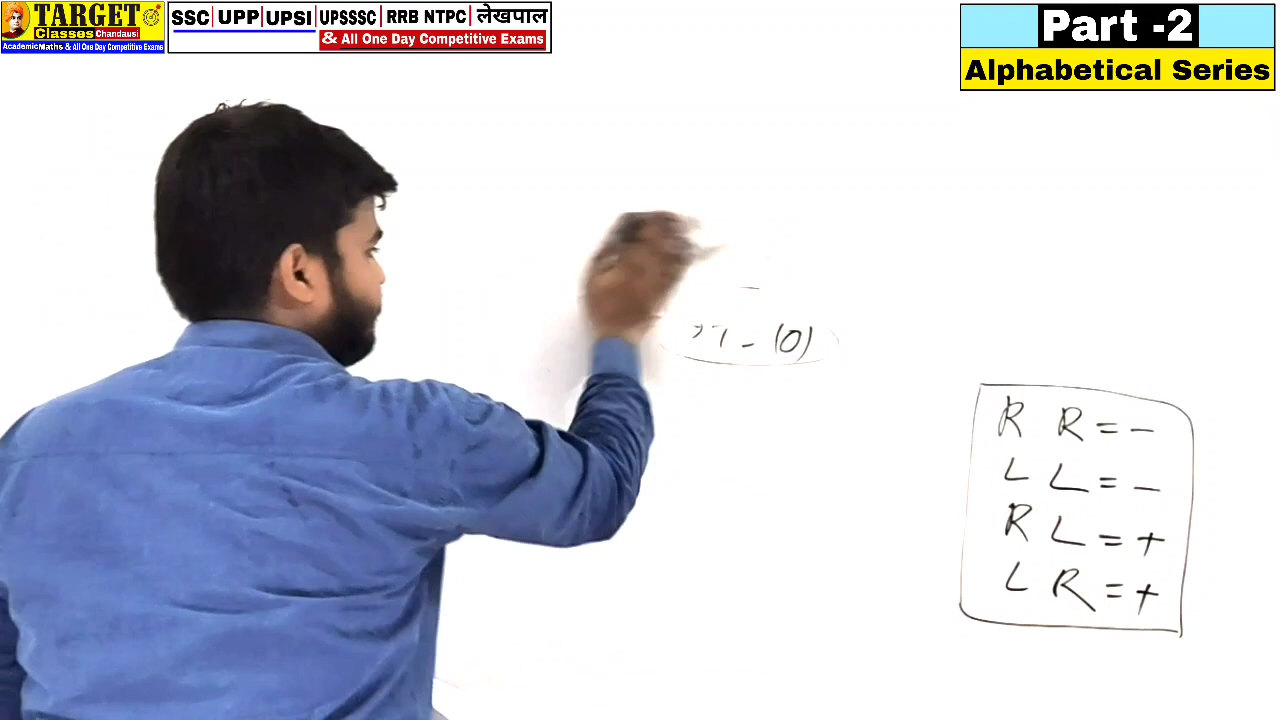 TARGET
Classes Chandausi
Academic Maths & All One Day Competitive Exams
SSC UPP UPSI UPSSSC RRB NTPC लेखपाल
& All One Day Competitive Exams
Part -2
Alphabetical Series
- (0)
R R = -
L L = -
R L = +
L R = +